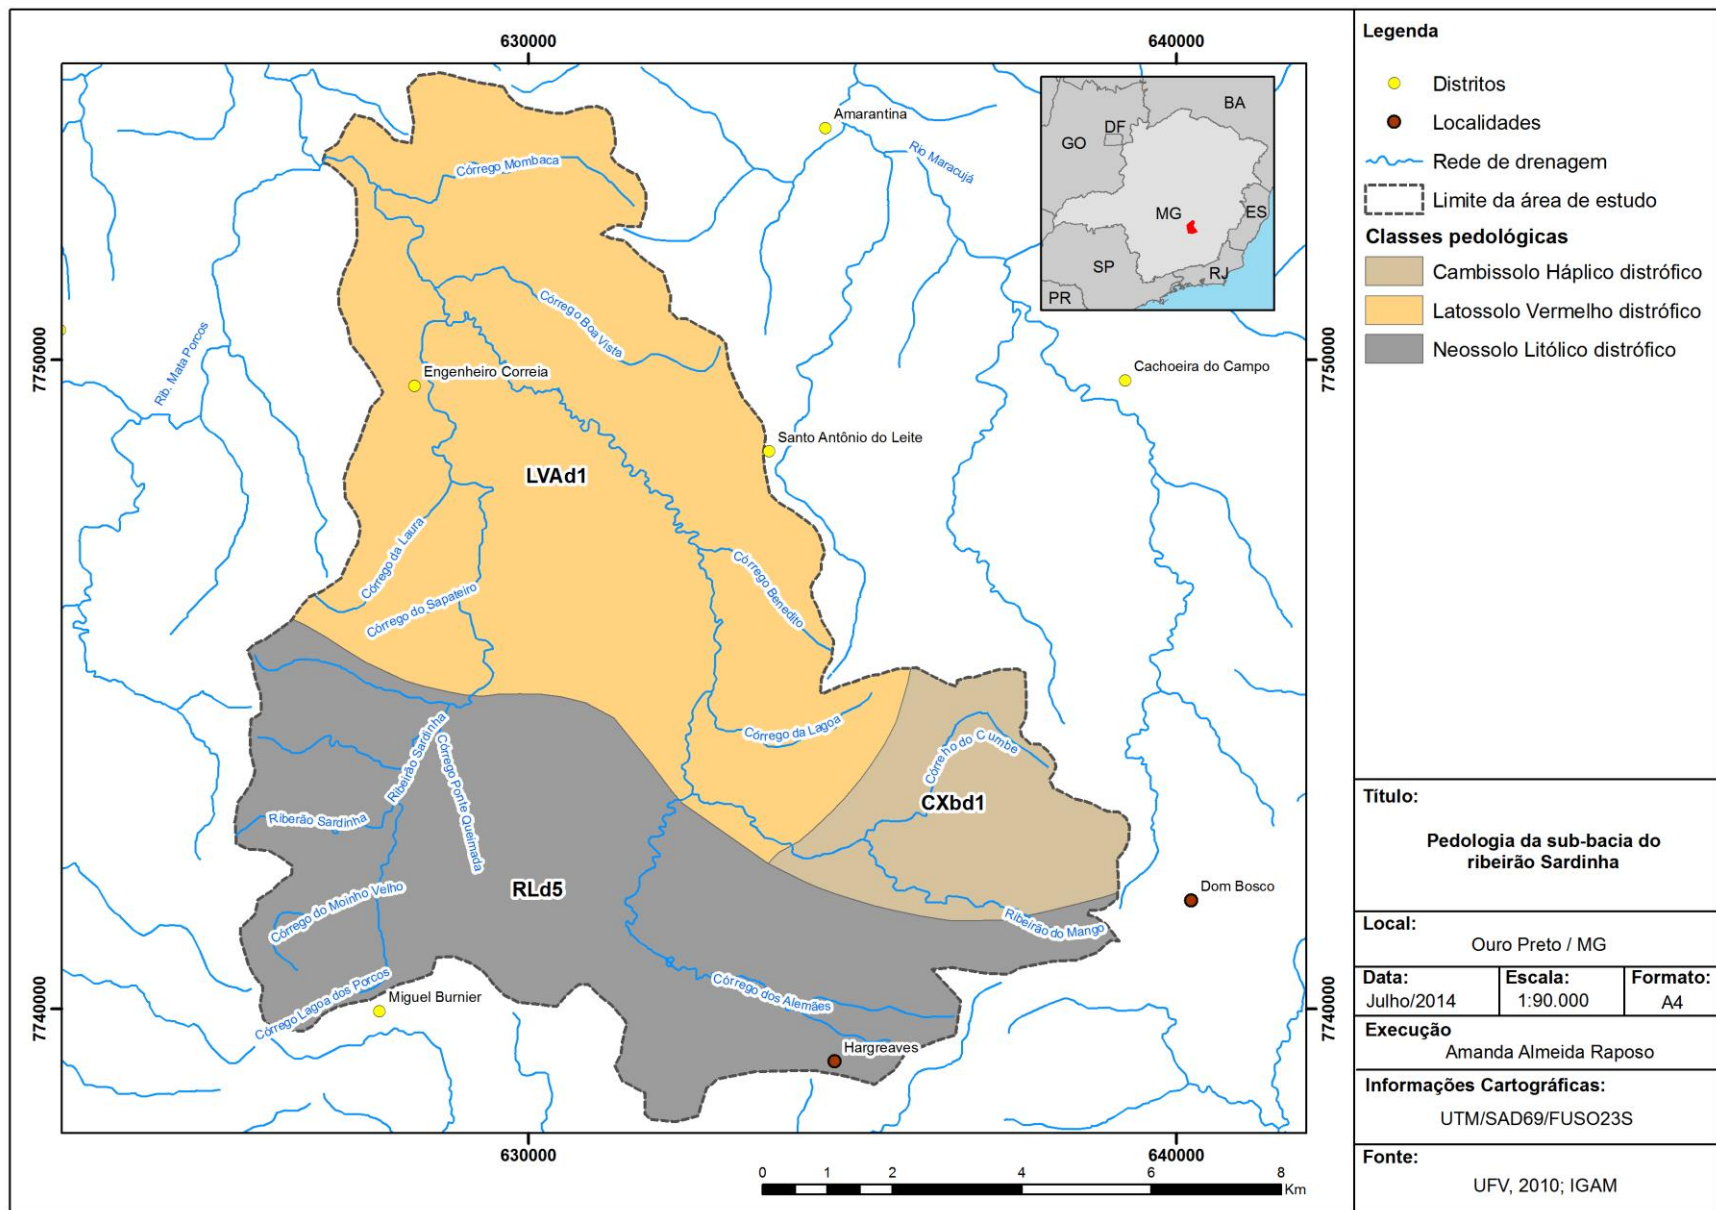 630000
640000
7750000
7740000
7750000
7740000
630000
640000
Amarantina
Rio Maracujá
Córrego Mombaca
Córrego Boa Vista
Rib. Mata Porcos
Engenheiro Correia
Cachoeira do Campo
Santo Antônio do Leite
LVAd1
Córrego da Laura
Córrego do Sapateiro
Córrego Benedito
Córrego da Lagoa
Córreho do Cumbe
CXbd1
Ribeirão Sardinha
Córrego Ponte Queimada
Riberão Sardinha
RLd5
Córrego do Moinho Velho
Ribeirão do Mango
Dom Bosco
Córrego dos Alemães
Córrego Lagoa dos Porcos
Miguel Burnier
Hargreaves
BA
DF
GO
MG
ES
SP
RJ
PR
0 1 2 4 6 8
Km
Legenda
Distritos
Localidades
Rede de drenagem
Limite da área de estudo
Classes pedológicas
Cambissolo Háplico distrófico
Latossolo Vermelho distrófico
Neossolo Litólico distrófico
Título:
Pedologia da sub-bacia do
ribeirão Sardinha
Local:
Ouro Preto / MG
Data:
Julho/2014
Escala:
1:90.000
Formato:
A4
Execução
Amanda Almeida Raposo
Informações Cartográficas:
UTM/SAD69/FUSO23S
Fonte:
UFV, 2010; IGAM